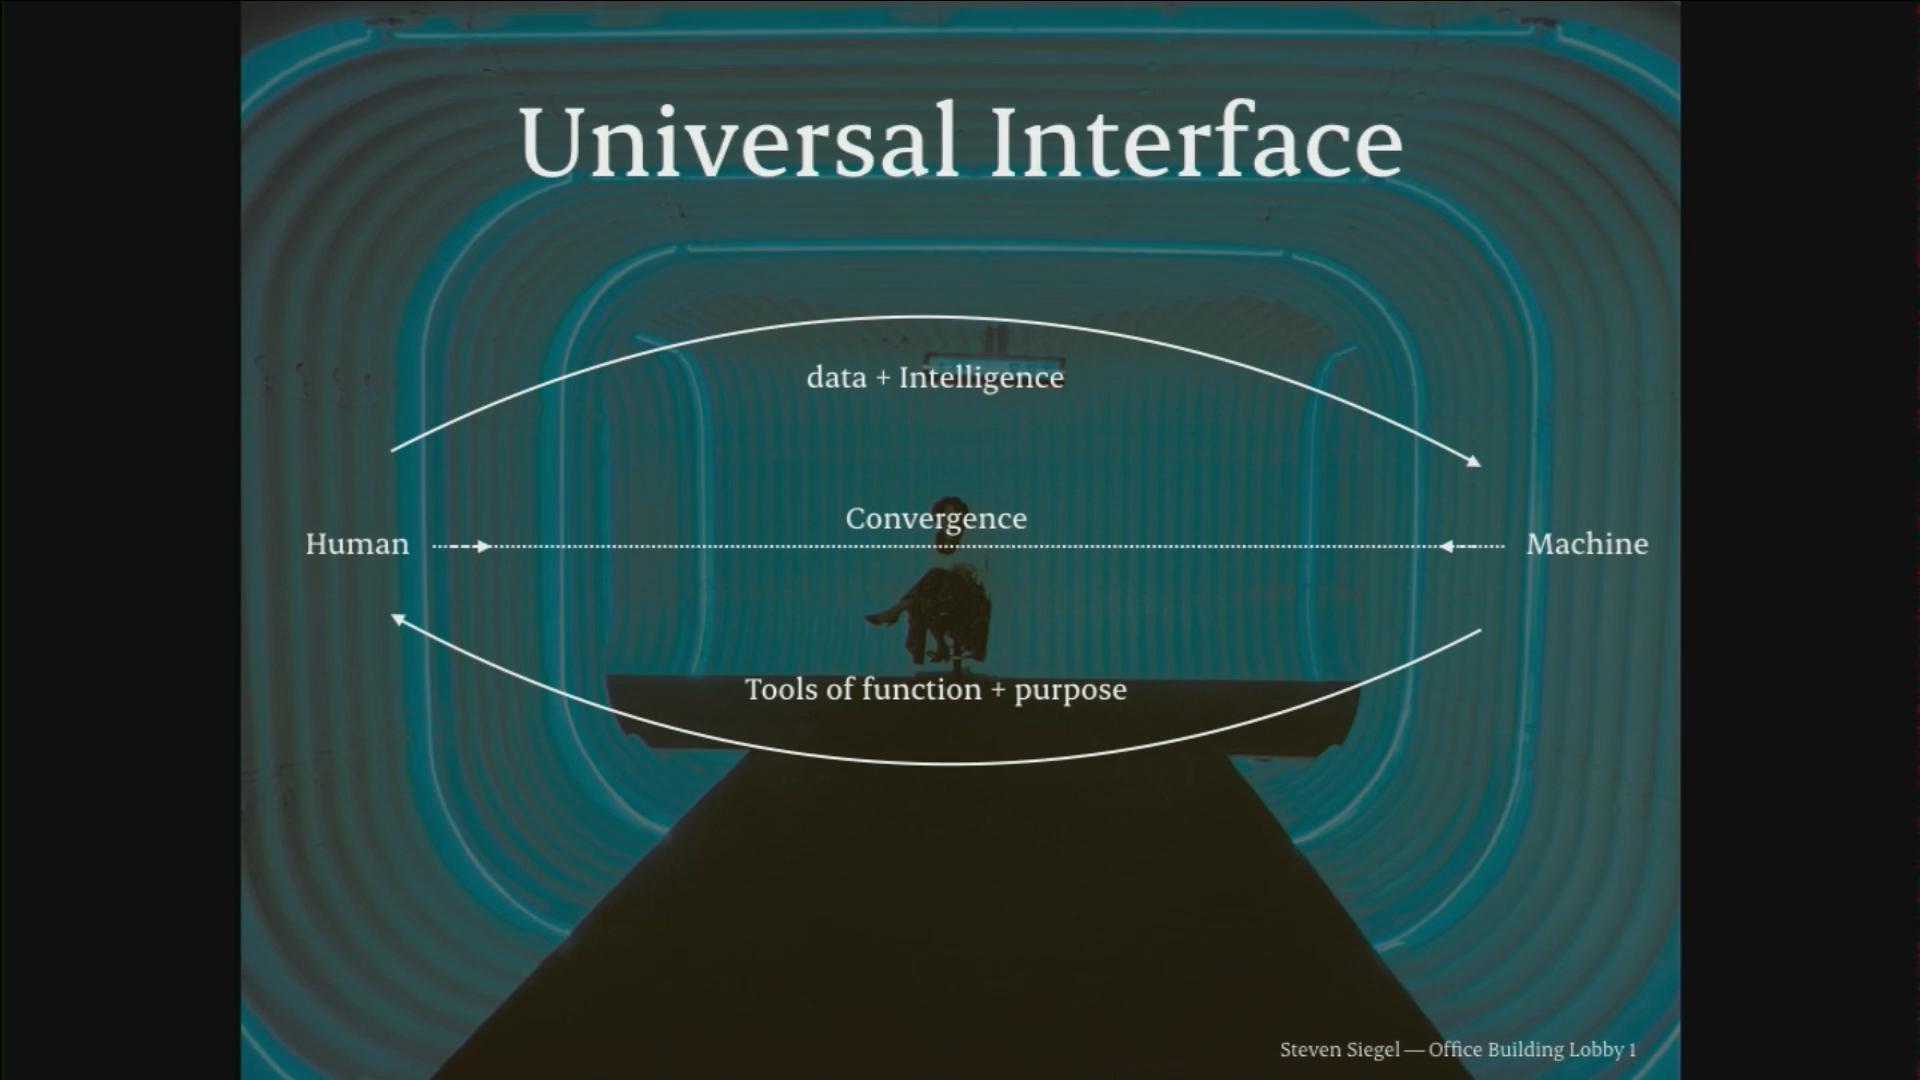 Universal Interface
data + Intelligence
Convergence
Human
Machine
Tools of function + purpose
Steven Siegel — Office Building Lobby 1